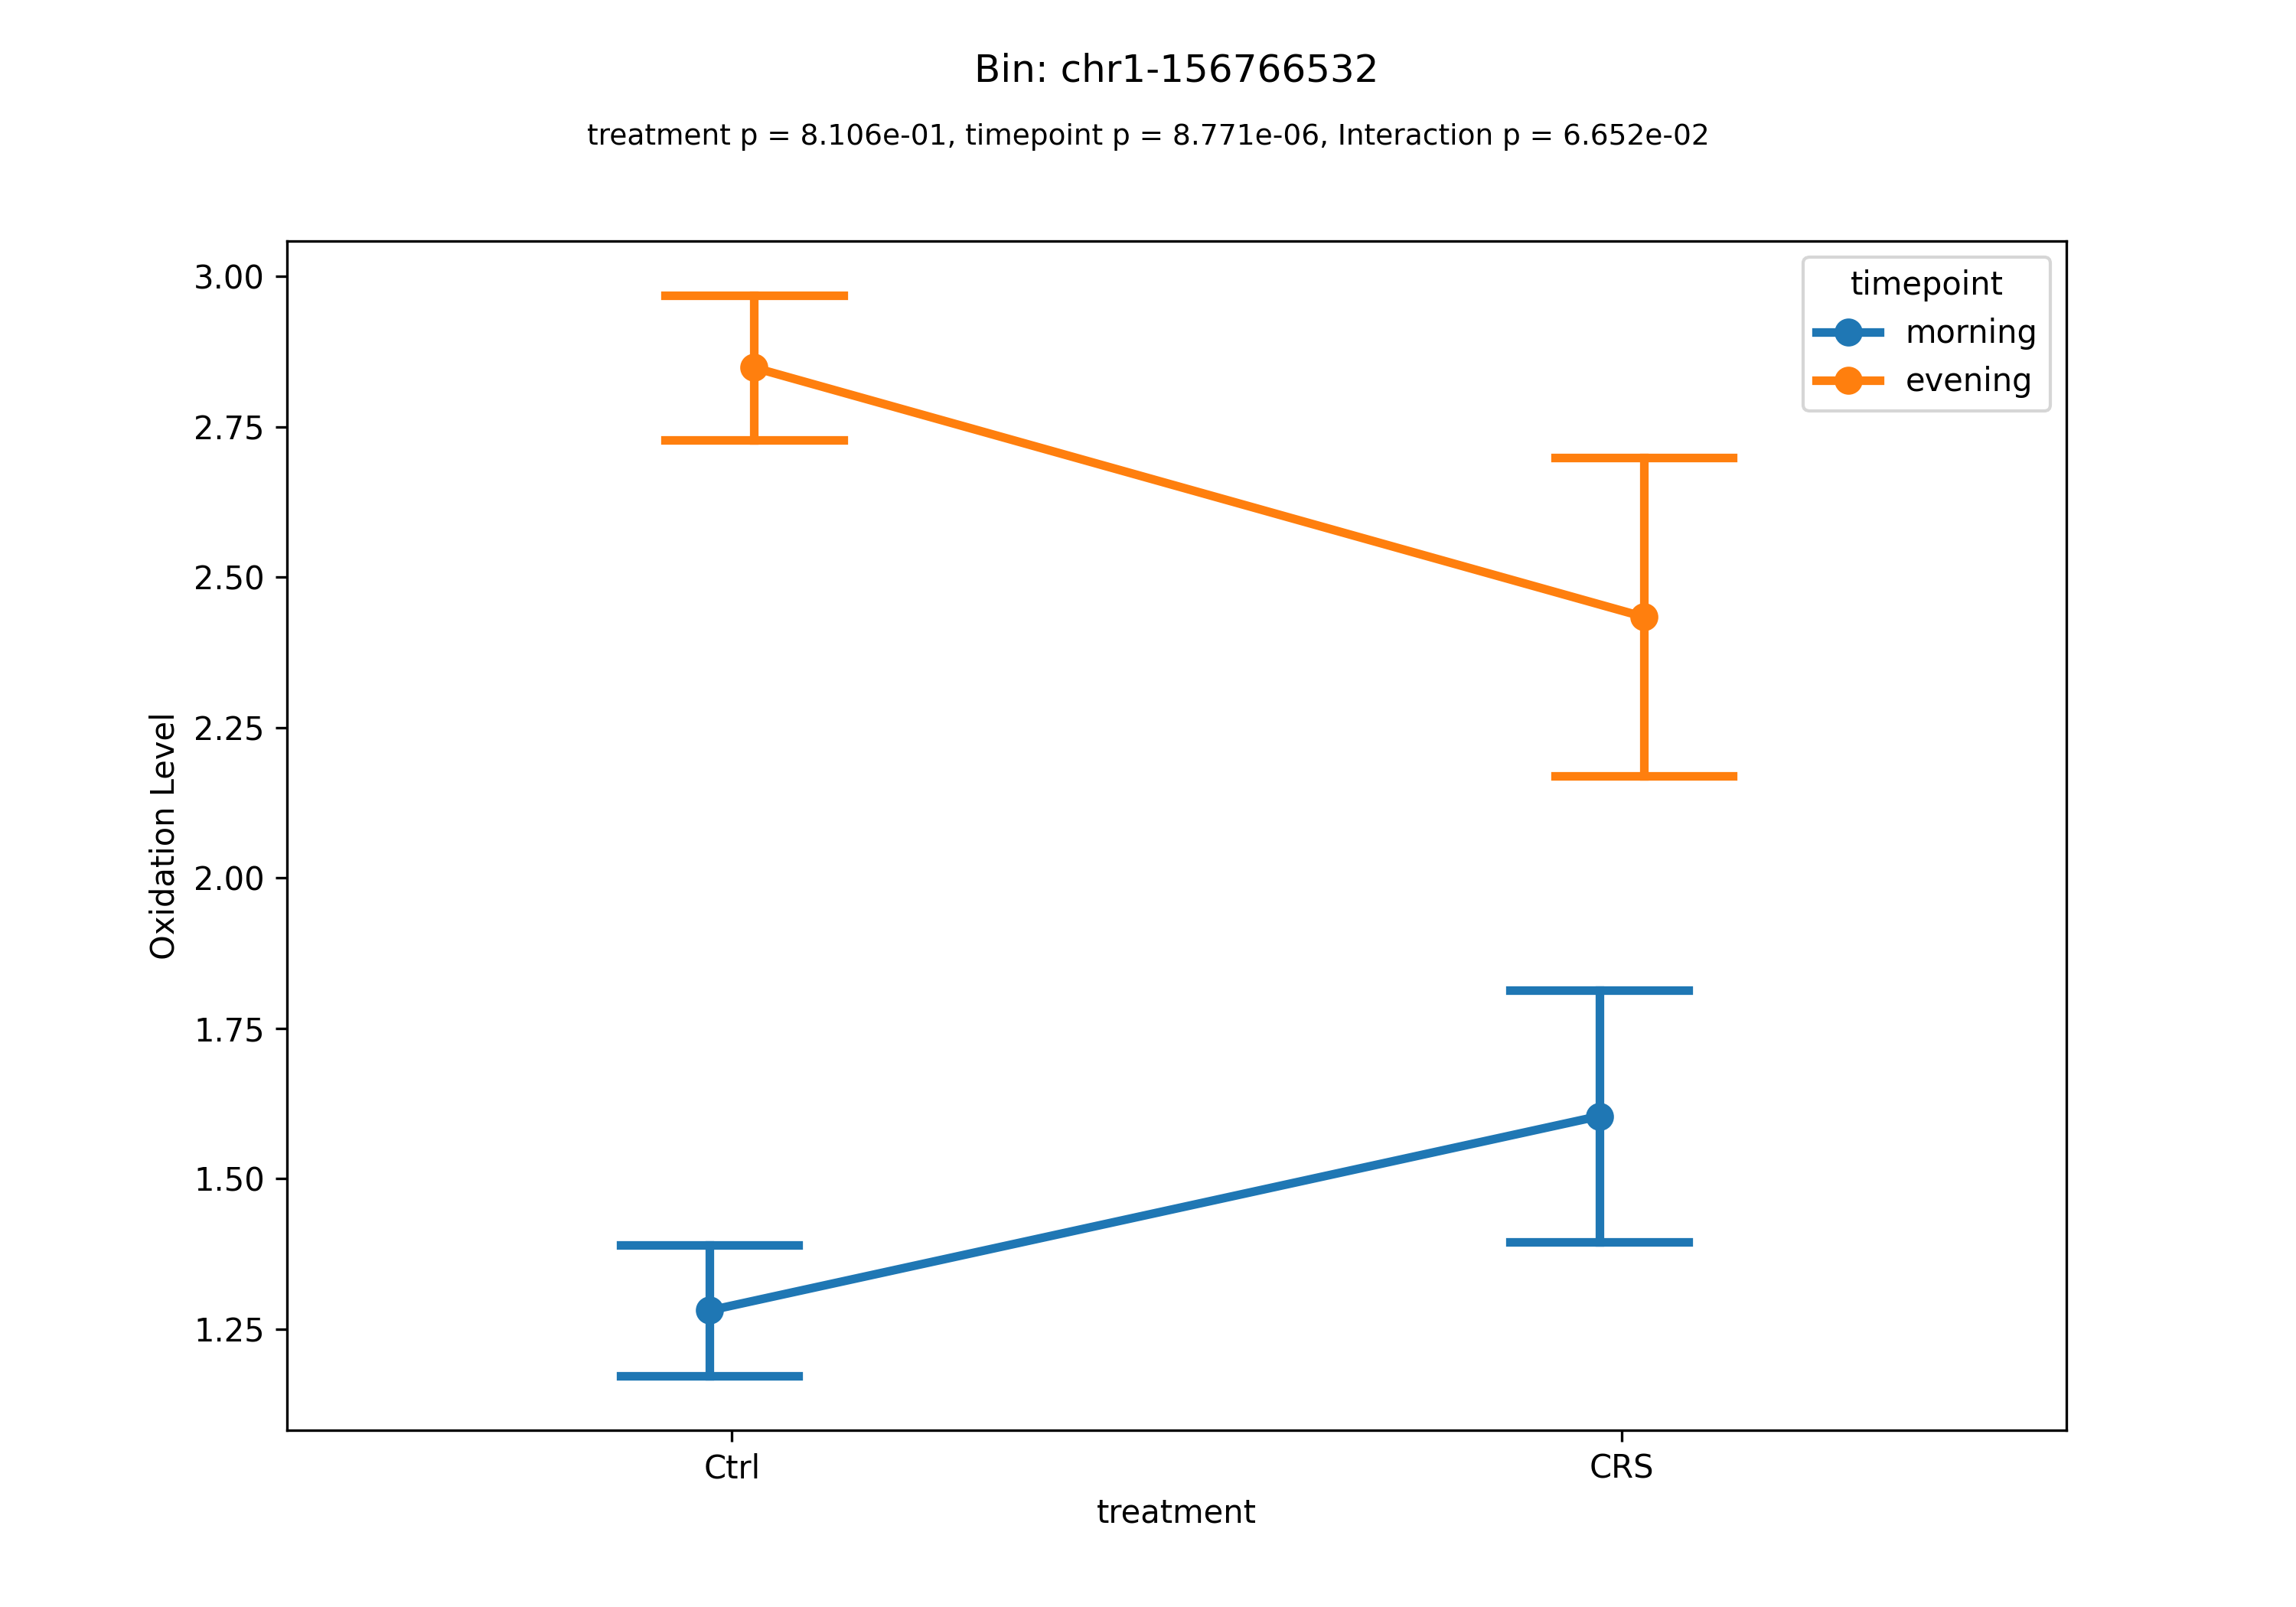 Bin: chr1-156766532
treatment p = 8.106e-01, timepoint p = 8.771e-06, Interaction p = 6.652e-02
timepoint
morning
evening
Oxidation Level
3.00
2.75
2.50
2.25
2.00
1.75
1.50
1.25
Ctrl
CRS
treatment